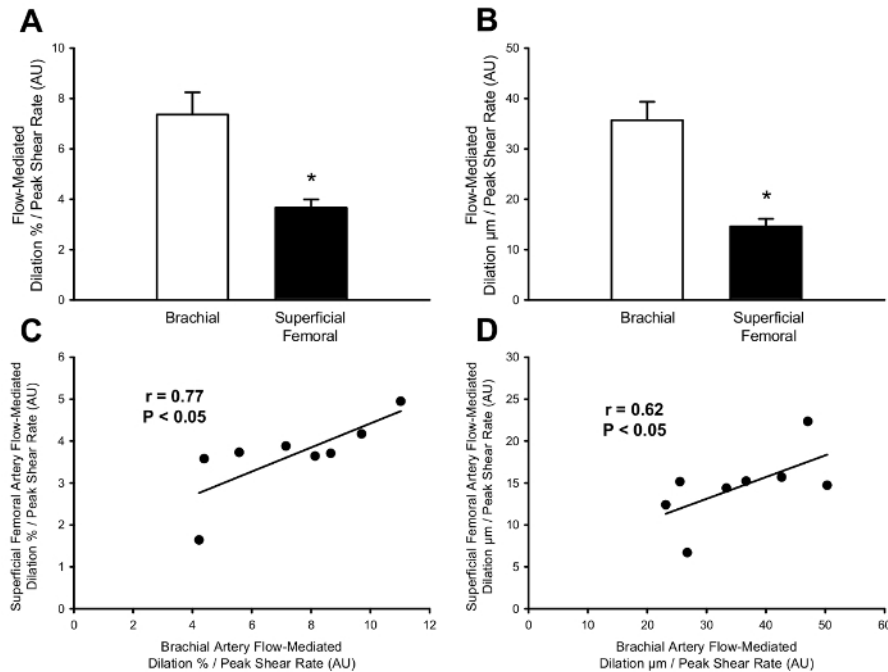 A
Flow-Mediated
Dilation % / Peak Shear Rate (AU)
10
8
6
4
2
0
*
Brachial
Superficial
Femoral
B
Flow-Mediated
Dilation µm / Peak Shear Rate (AU)
50
40
30
20
10
0
*
Brachial
Superficial
Femoral
C
Superficial Femoral Artery Flow-Mediated
Dilation % / Peak Shear Rate (AU)
6
5
4
3
2
1
0
r = 0.77
P < 0.05
0 2 4 6 8 10 12
Brachial Artery Flow-Mediated
Dilation % / Peak Shear Rate (AU)
D
Superficial Femoral Artery Flow-Mediated
Dilation µm / Peak Shear Rate (AU)
30
25
20
15
10
5
0
r = 0.62
P < 0.05
0 10 20 30 40 50 60
Brachial Artery Flow-Mediated
Dilation µm / Peak Shear Rate (AU)